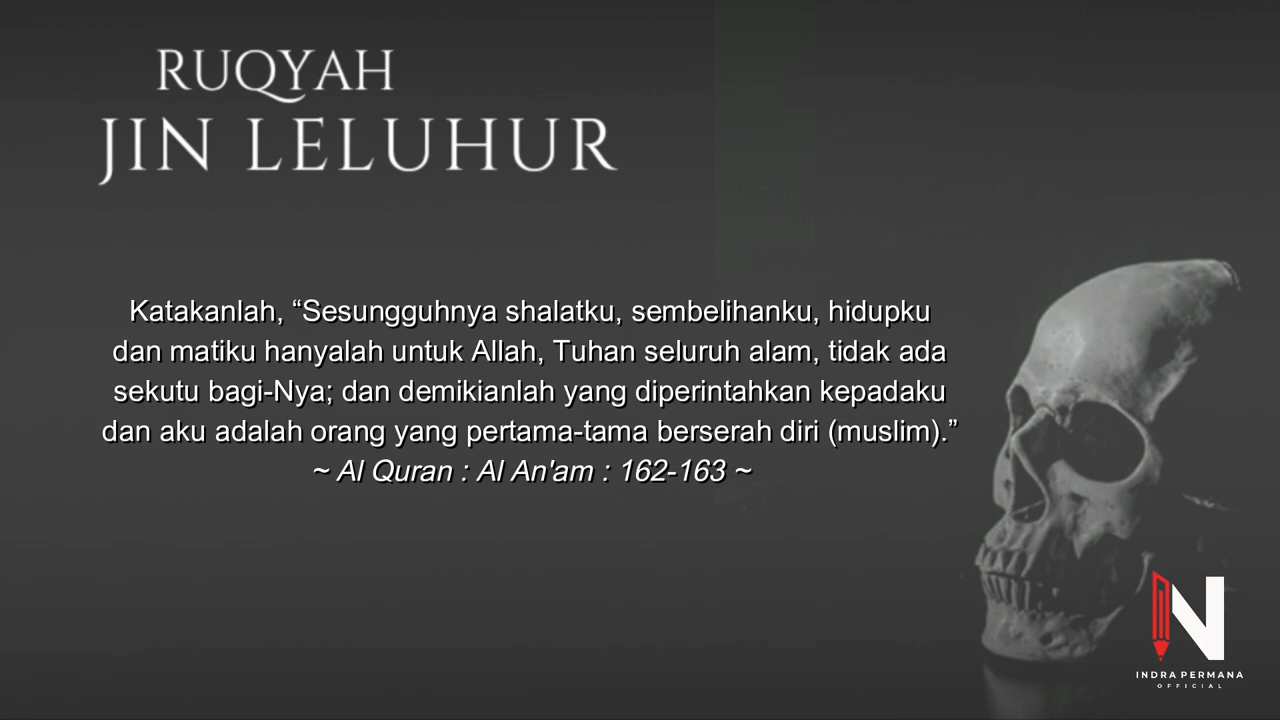 RUQYAH
JIN LELUHUR
Katakanlah, “Sesungguhnya shalatku, sembelihanku, hidupku
dan matiku hanyalah untuk Allah, Tuhan seluruh alam, tidak ada
sekutu bagi-Nya; dan demikianlah yang diperintahkan kepadaku
dan aku adalah orang yang pertama-tama berserah diri (muslim).”
~ Al Quran : Al An'am : 162-163 ~
N
INDRA PERMANA
OFFICIAL